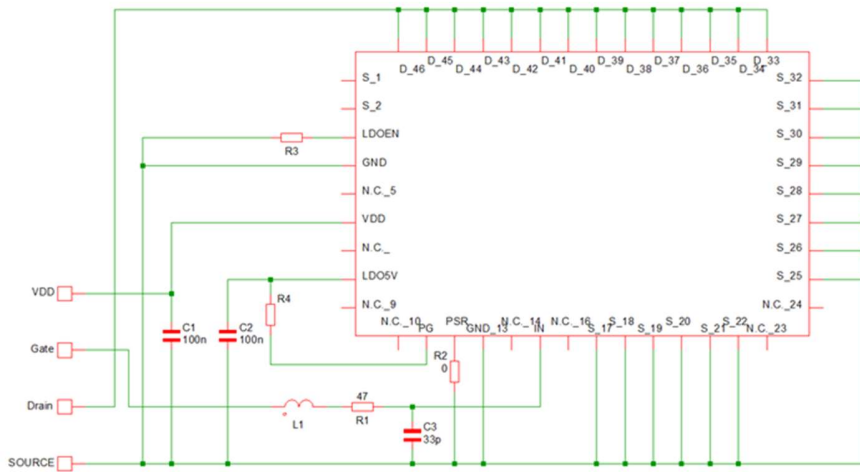 D_46
D_45
D_44
D_43
D_42
D_41
D_40
D_39
D_38
D_37
D_36
D_35
D_34
D_33
S_1
S_2
LDOEN
GND
N.C._5
VDD
N.C._
LDO5V
N.C._9
S_32
S_31
S_30
S_29
S_28
S_27
S_26
S_25
N.C._24
N.C._10
PG
PSR
GND_13
N.C._14
IN
N.C._16
S_17
S_18
S_19
S_20
S_21
S_22
N.C._23
R3
VDD
Gate
Drain
SOURCE
C1
100n
C2
100n
R4
R2
0
L1
47
R1
C3
33p